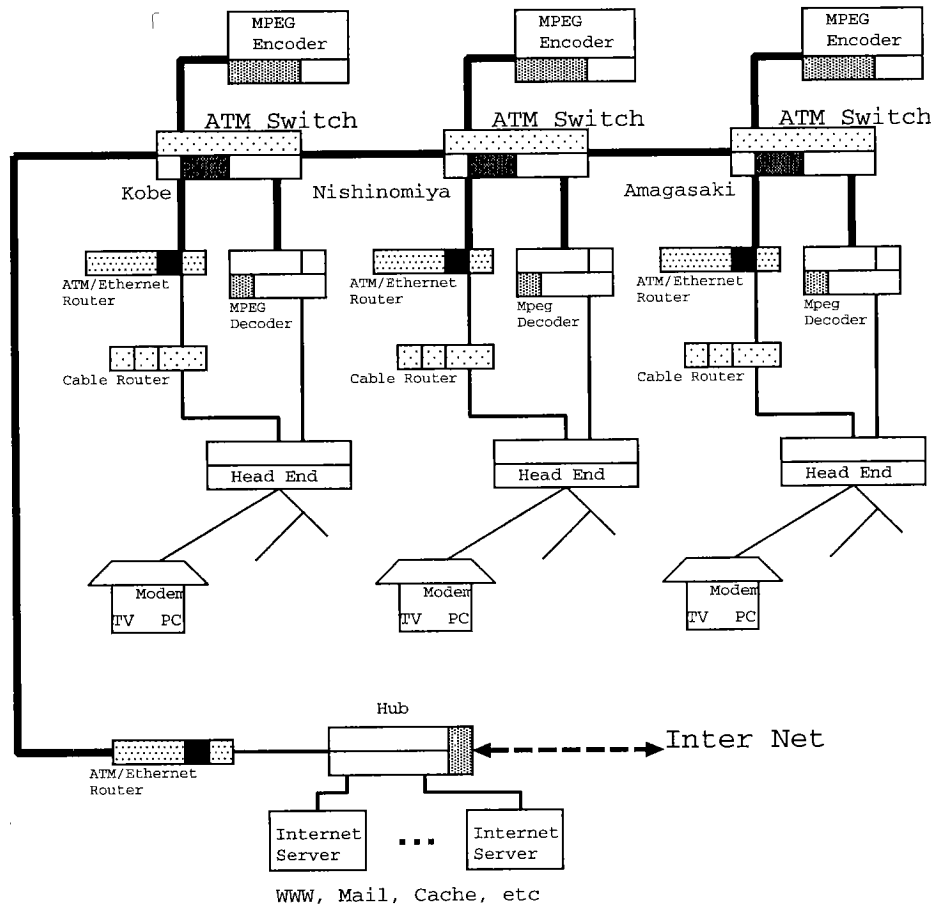 MPEG
Encoder
MPEG
Encoder
MPEG
Encoder
ATM Switch
ATM Switch
ATM Switch
Kobe
Nishinomiya
Amagasaki
ATM/Ethernet
Router
MPEG
Decoder
ATM/Ethernet
Router
Mpeg
Decoder
ATM/Ethernet
Router
Mpeg
Decoder
Cable Router
Cable Router
Cable Router
Head End
Head End
Head End
Modem
TV PC
Modem
TV PC
Modem
TV PC
Hub
Inter Net
ATM/Ethernet
Router
Internet
Server
...
Internet
Server
WWW, Mail, Cache, etc